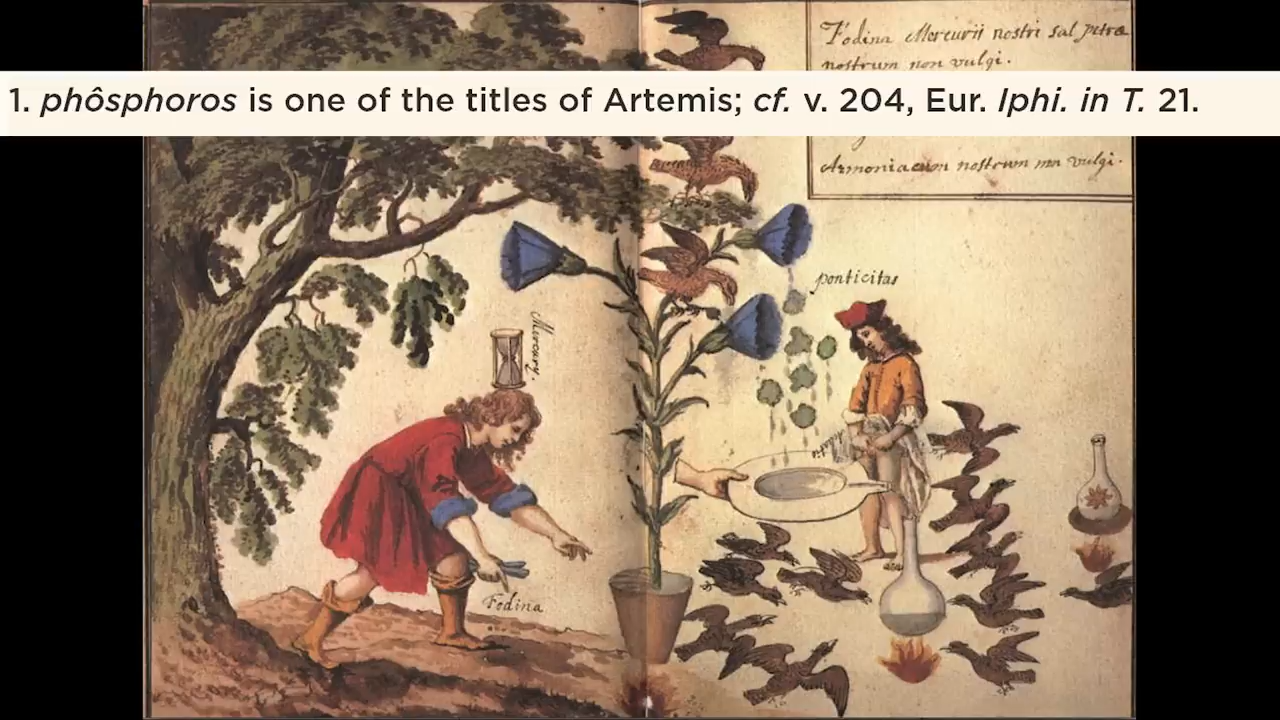 Fodina Mercurii nostri sal petræ
nostrum non vulgi.
1. phôsphoros is one of the titles of Artemis; cf. v. 204, Eur. Iphi. in T. 21.
Armoniacum nostrum non vulgi.
ponticitas
Mercury.
Fodina